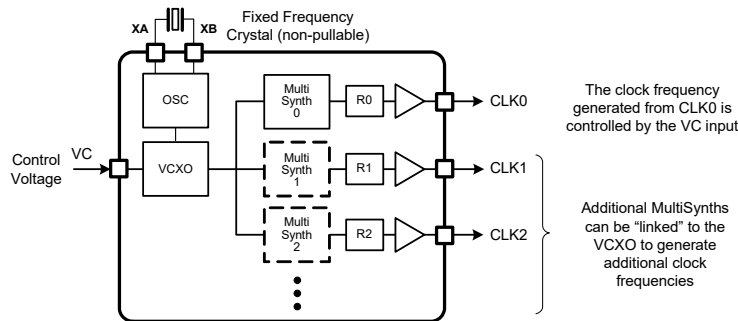 XA
XB
Fixed Frequency
Crystal (non-pullable)
OSC
Control
Voltage
VC
VCXO
Multi
Synth
0
R0
CLK0
Multi
Synth
1
R1
CLK1
Multi
Synth
2
R2
CLK2
The clock frequency
generated from CLK0 is
controlled by the VC input
Additional MultiSynths
can be “linked” to the
VCXO to generate
additional clock
frequencies